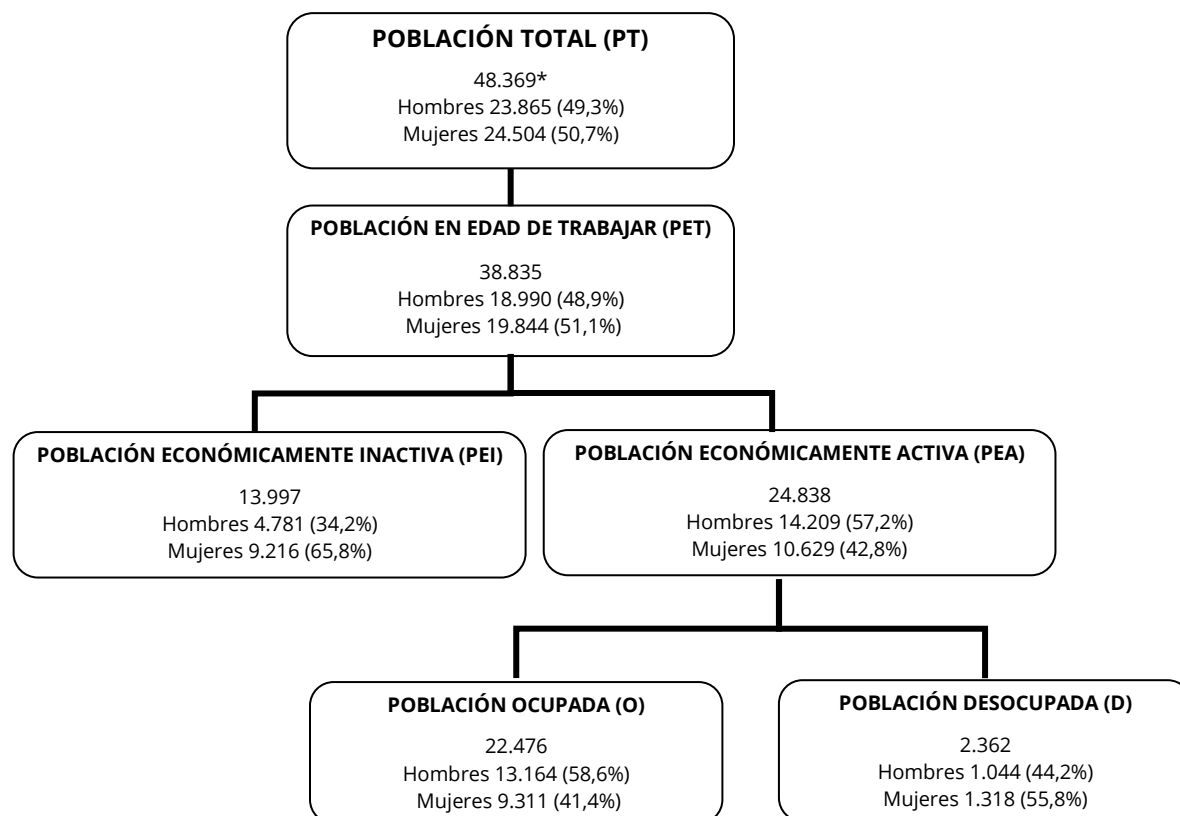 POBLACIÓN TOTAL (PT)
48.369*
Hombres 23.865 (49,3%)
Mujeres 24.504 (50,7%)
POBLACIÓN EN EDAD DE TRABAJAR (PET)
38.835
Hombres 18.990 (48,9%)
Mujeres 19.844 (51,1%)
POBLACIÓN ECONÓMICAMENTE INACTIVA (PEI)
13.997
Hombres 4.781 (34,2%)
Mujeres 9.216 (65,8%)
POBLACIÓN ECONÓMICAMENTE ACTIVA (PEA)
24.838
Hombres 14.209 (57,2%)
Mujeres 10.629 (42,8%)
POBLACIÓN OCUPADA (O)
22.476
Hombres 13.164 (58,6%)
Mujeres 9.311 (41,4%)
POBLACIÓN DESOCUPADA (D)
2.362
Hombres 1.044 (44,2%)
Mujeres 1.318 (55,8%)